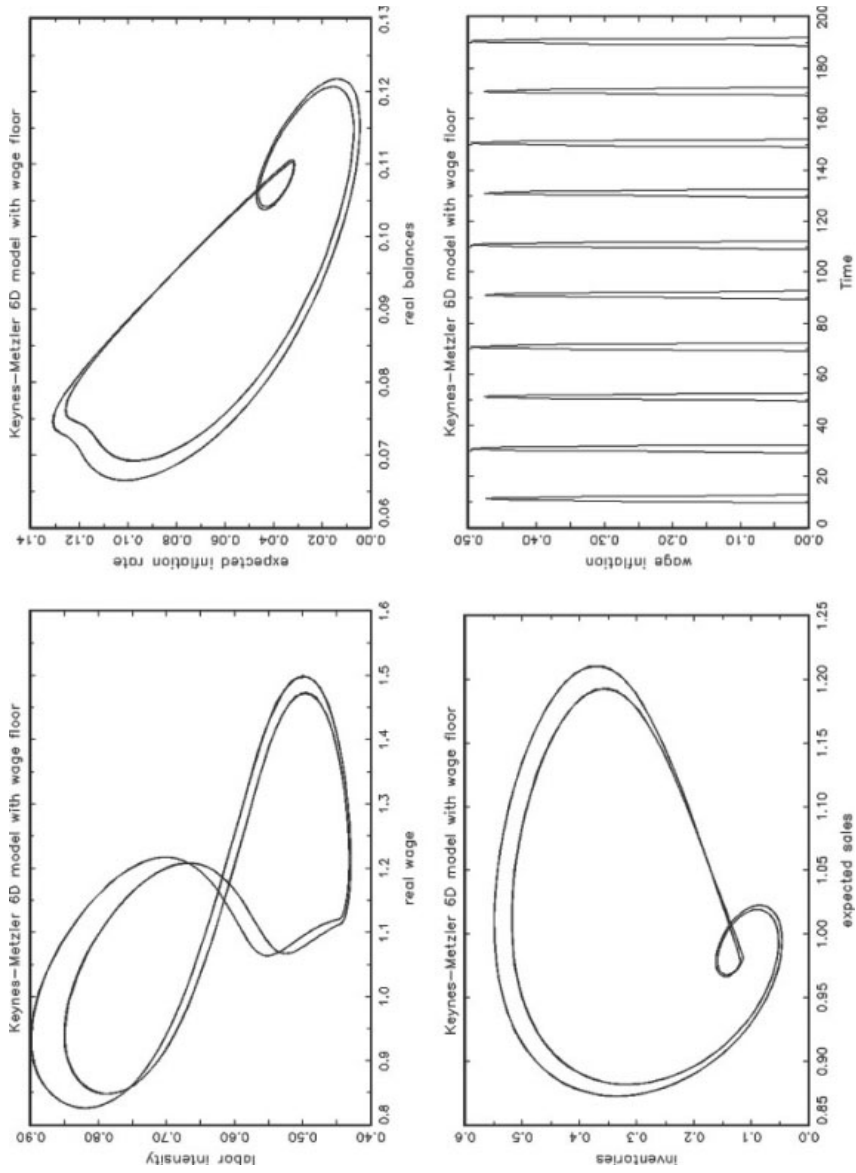 Keynes-Metzler 6D model with wage floor
labor intensity
0.90
0.80
0.70
0.60
0.50
0.40
0.8 0.9 1.0 1.1 1.2 1.3 1.4 1.5 1.6
real wage
Keynes-Metzler 6D model with wage floor
expected inflation rate
0.14
0.12
0.10
0.08
0.06
0.04
0.02
0.00
0.06 0.07 0.08 0.09 0.10 0.11 0.12 0.13
real balances
Keynes-Metzler 6D model with wage floor
inventories
0.6
0.5
0.4
0.3
0.2
0.1
0.0
0.85 0.90 0.95 1.00 1.05 1.10 1.15 1.20 1.25
expected sales
Keynes-Metzler 6D model with wage floor
wage inflation
0.50
0.40
0.30
0.20
0.10
0.00
0 20 40 60 80 100 120 140 160 180 200
Time